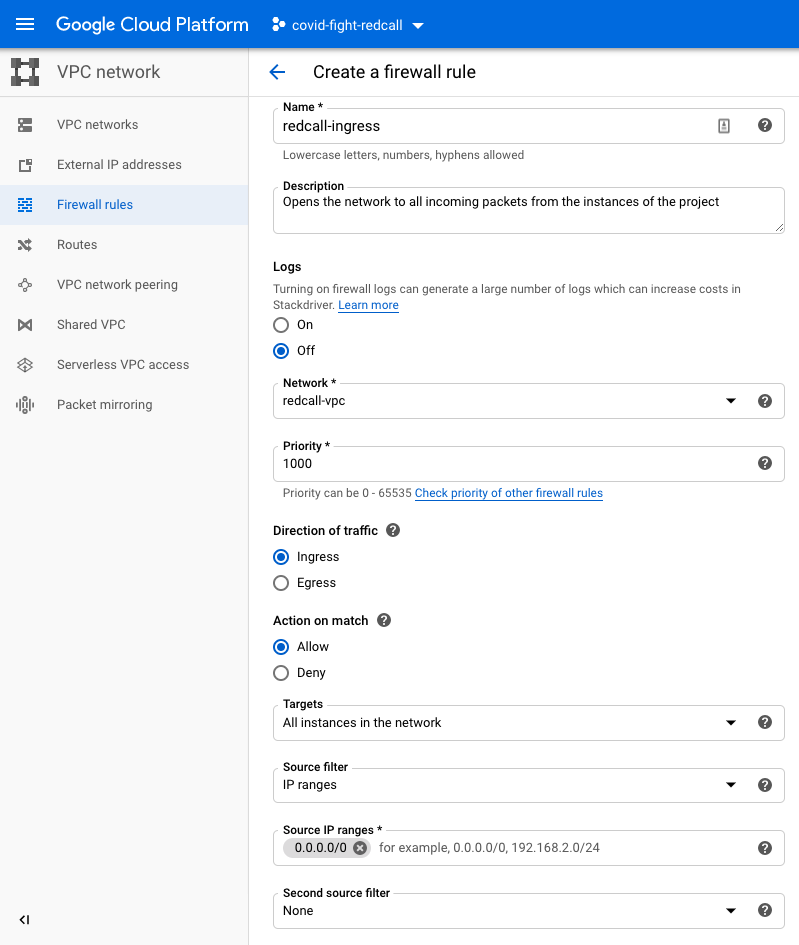 Google Cloud Platform
covid-fight-redcall
VPC network
Create a firewall rule
VPC networks
External IP addresses
Firewall rules
Routes
VPC network peering
Shared VPC
Serverless VPC access
Packet mirroring
Name *
redcall-ingress
Lowercase letters, numbers, hyphens allowed
Description
Opens the network to all incoming packets from the instances of the project
Logs
Turning on firewall logs can generate a large number of logs which can increase costs in
Stackdriver. Learn more
On
Off
Network *
redcall-vpc
Priority *
1000
Priority can be 0 - 65535 Check priority of other firewall rules
Direction of traffic
Ingress
Egress
Action on match
Allow
Deny
Targets
All instances in the network
Source filter
IP ranges
Source IP ranges *
0.0.0.0/0 for example, 0.0.0.0/0, 192.168.2.0/24
Second source filter
None